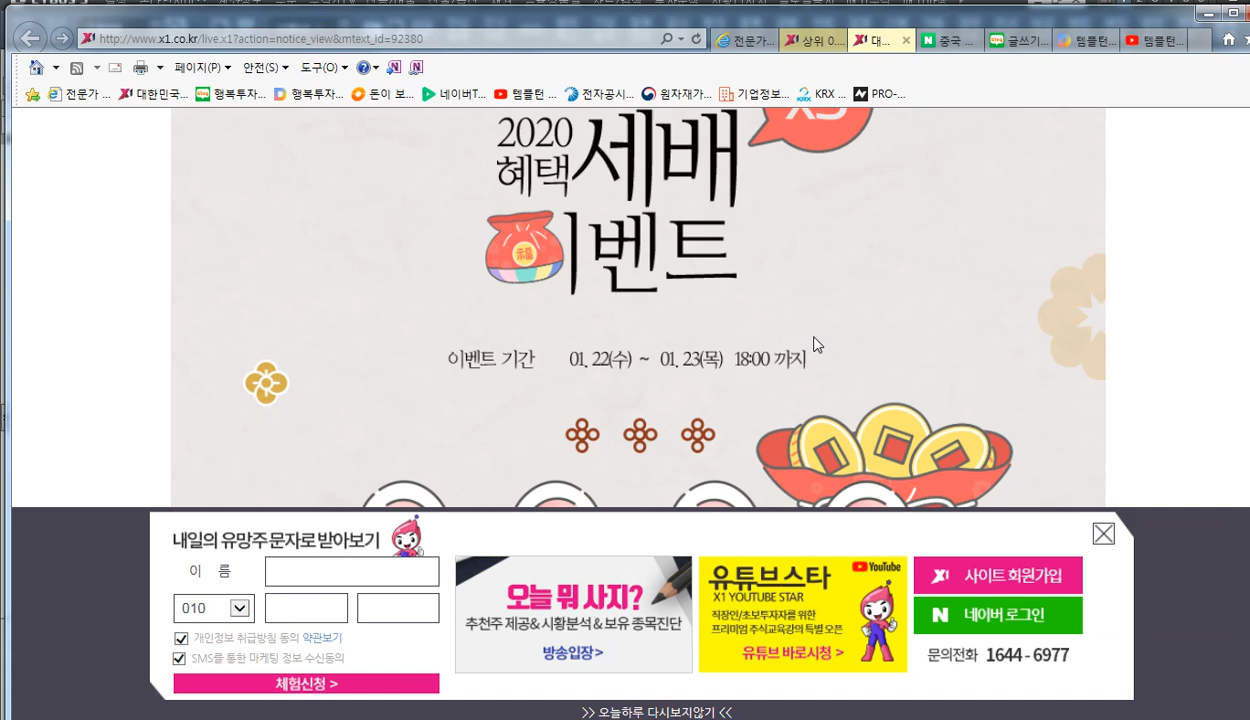 http://www.x1.co.kr/live.x1?action=notice_view&mtext_id=92380
전문가...
상위 0....
대...
중국 ...
글쓰기...
템플턴...
템플턴...
페이지(P)
안전(S)
도구(O)
전문가 ...
대한민국...
행복투자...
행복투자...
돈이 보...
네이버T...
템플턴 ...
전자공시...
원자재가...
기업정보...
KRX ...
PRO-...
2020
혜택
세배
이벤트
福
이벤트 기간 01. 22(수) ~ 01. 23(목) 18:00 까지
내일의 유망주 문자로 받아보기
이 름
010
개인정보 취급방침 동의 약관보기
SMS를 통한 마케팅 정보 수신동의
체험신청 >
오늘 뭐 사지?
추천주 제공& 시황분석 & 보유 종목진단
방송입장>
유튜브스타
YouTube
X1 YOUTUBE STAR
직장인/초보투자자를 위한
프리미엄 주식교육강의 특별 오픈
유튜브 바로시청 >
X1 사이트 회원가입
N 네이버 로그인
문의전화 1644 - 6977
>> 오늘하루 다시보지않기 <<